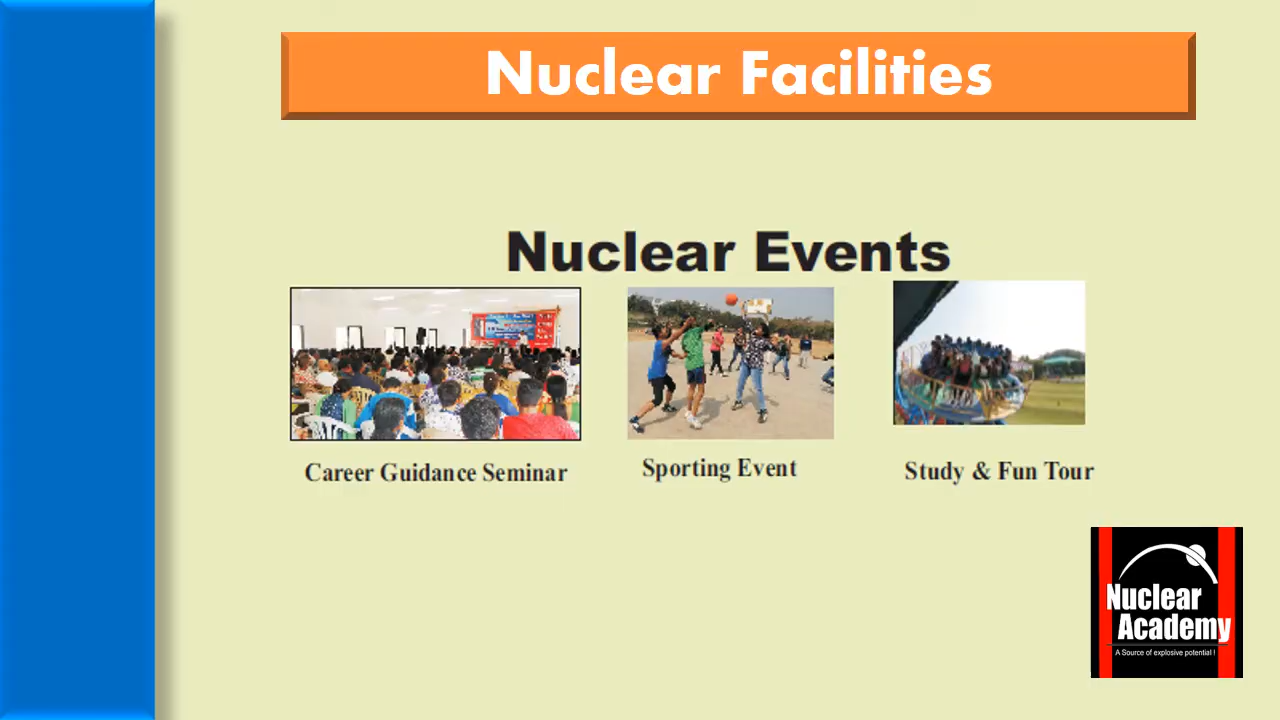 Nuclear Facilities
Nuclear Events
Career Guidance Seminar
Sporting Event
Study & Fun Tour
Nuclear
Academy
A Source of explosive potential !